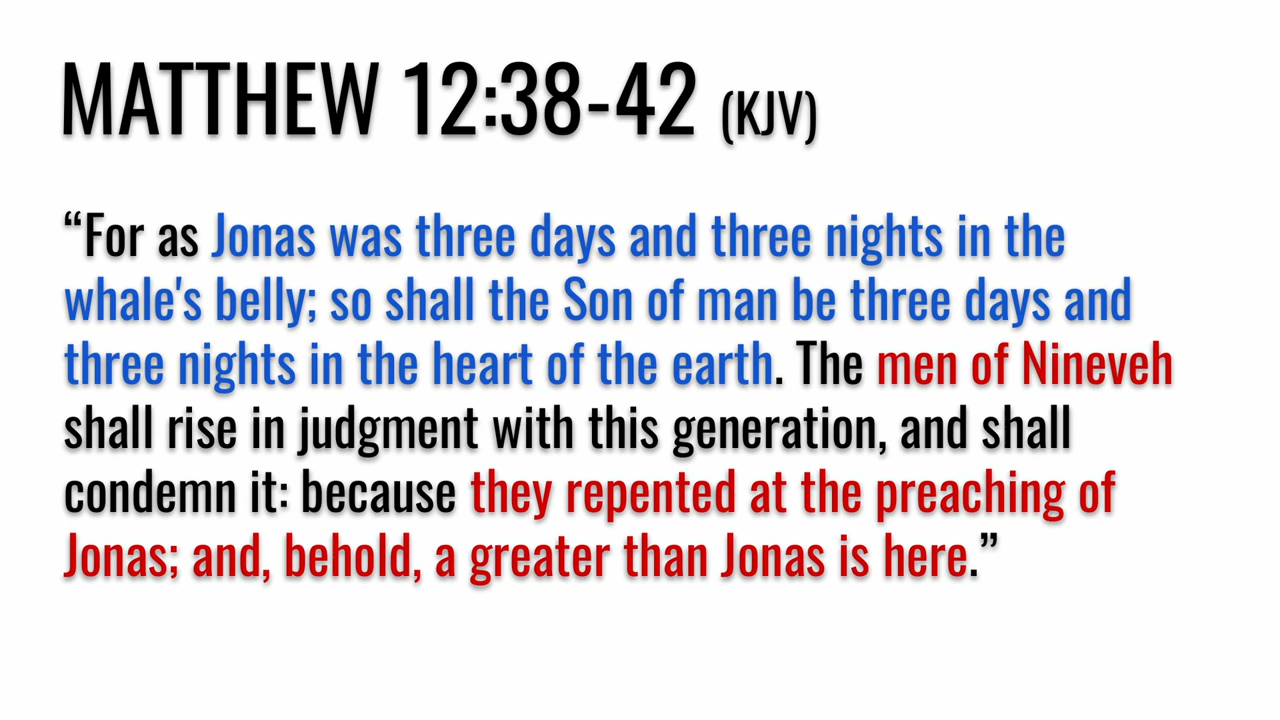 MATTHEW 12:38-42 (KJV)
“For as Jonas was three days and three nights in the
whale's belly; so shall the Son of man be three days and
three nights in the heart of the earth. The men of Nineveh
shall rise in judgment with this generation, and shall
condemn it: because they repented at the preaching of
Jonas; and, behold, a greater than Jonas is here.”